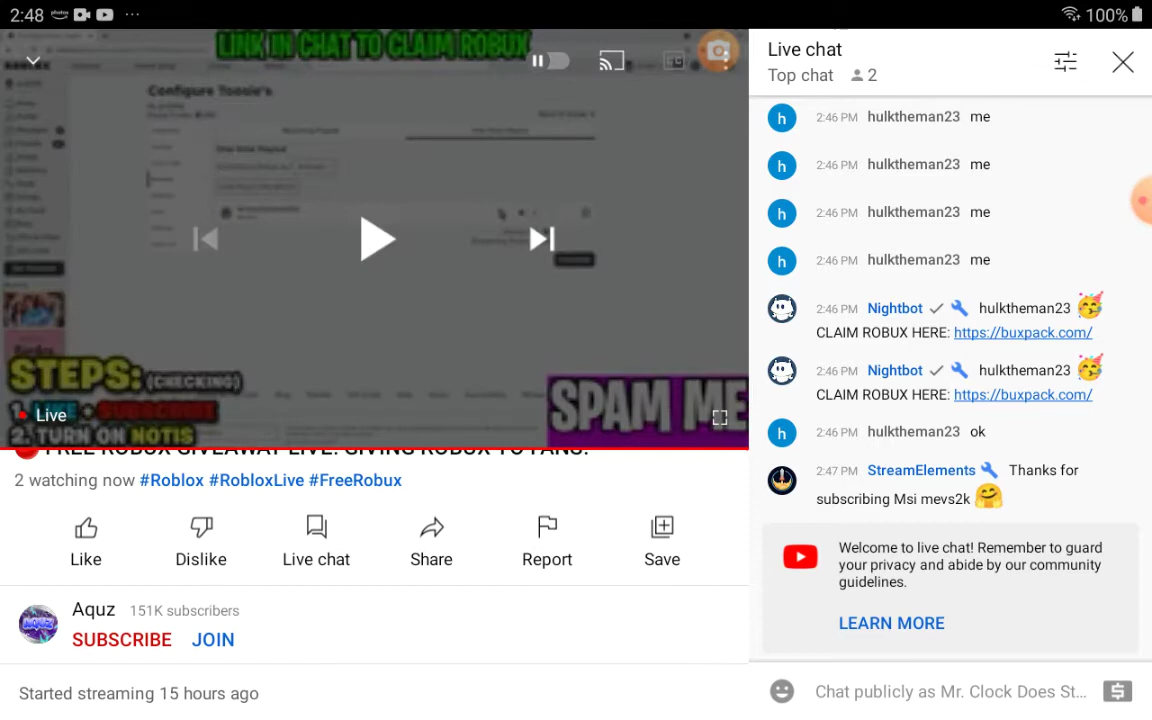 2:48
100%
LINK IN CHAT TO CLAIM ROBUX
Configure Toosie's
STEPS: (CHECKING)
1. LIKE + SUBSCRIBE
Live
2. TURN ON NOTIS
SPAM ME
FREE ROBUX GIVEAWAY LIVE! GIVING ROBUX TO FANS!
2 watching now #Roblox #RobloxLive #FreeRobux
Like
Dislike
Live chat
Share
Report
Save
Aquz 151K subscribers
SUBSCRIBE JOIN
Started streaming 15 hours ago
Live chat
Top chat 2
h 2:46 PM hulktheman23 me
h 2:46 PM hulktheman23 me
h 2:46 PM hulktheman23 me
h 2:46 PM hulktheman23 me
2:46 PM Nightbot hulktheman23
CLAIM ROBUX HERE: https://buxpack.com/
2:46 PM Nightbot hulktheman23
CLAIM ROBUX HERE: https://buxpack.com/
h 2:46 PM hulktheman23 ok
2:47 PM StreamElements Thanks for
subscribing Msi mevs2k
Welcome to live chat! Remember to guard
your privacy and abide by our community
guidelines.
LEARN MORE
Chat publicly as Mr. Clock Does St...